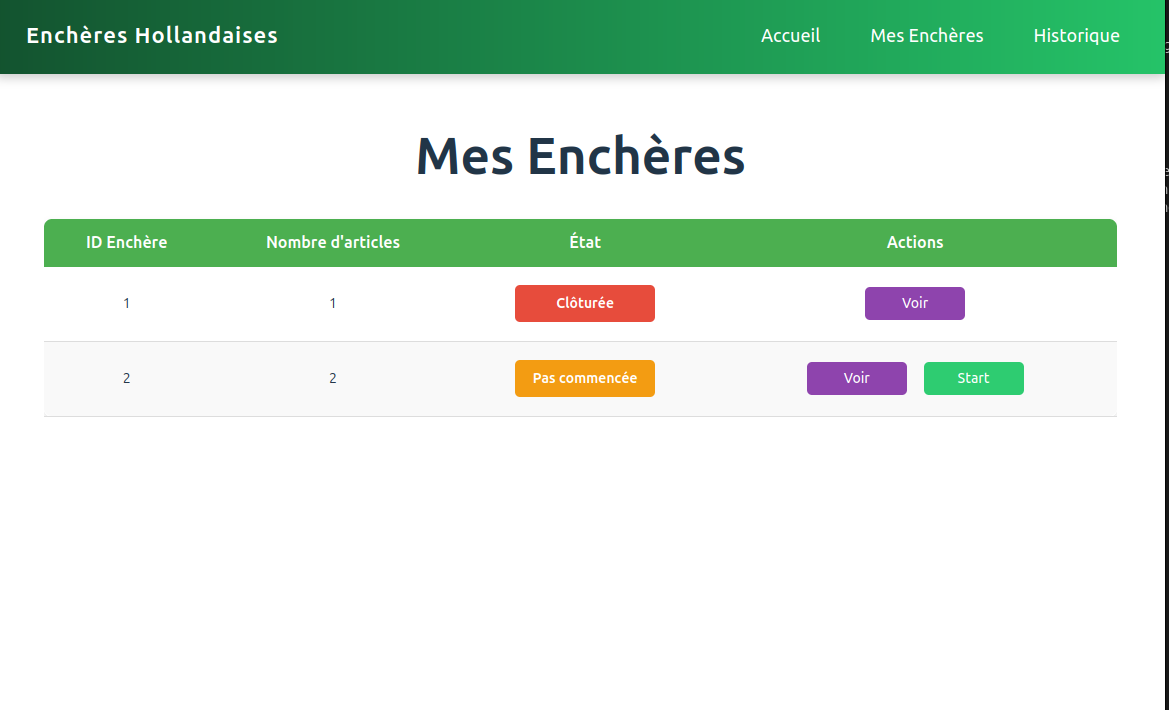 Enchères Hollandaises Accueil Mes Enchères Historique
Mes Enchères
ID Enchère Nombre d'articles État Actions
1 1 Clôturée Voir
2 2 Pas commencée Voir Start